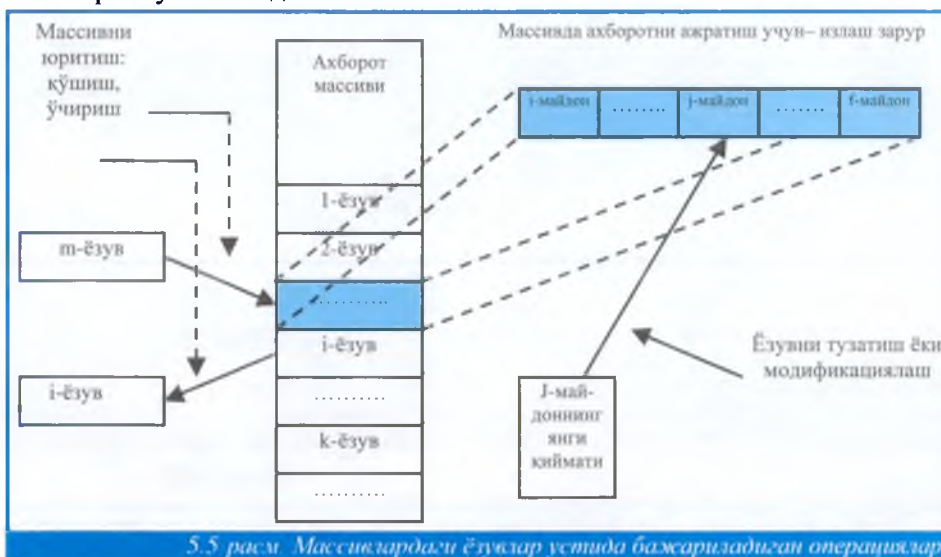 Массивни
юритиш:
қўшиш,
ўчириш
Ахборот
массиви
Массивда ахборотни ажратиш учун– излаш зарур
i-майдон ........ j-майдон ....... f-майдон
1-ёзув
m-ёзув
2-ёзув
..........
i-ёзув
i-ёзув
..........
k-ёзув
..........
J-май-
доннинг
янги
қиймати
Ёзувни тузатиш ёки
модификациялаш
5.5 расм Массивлардаги ёзувлар устида бажариладиган операциялар